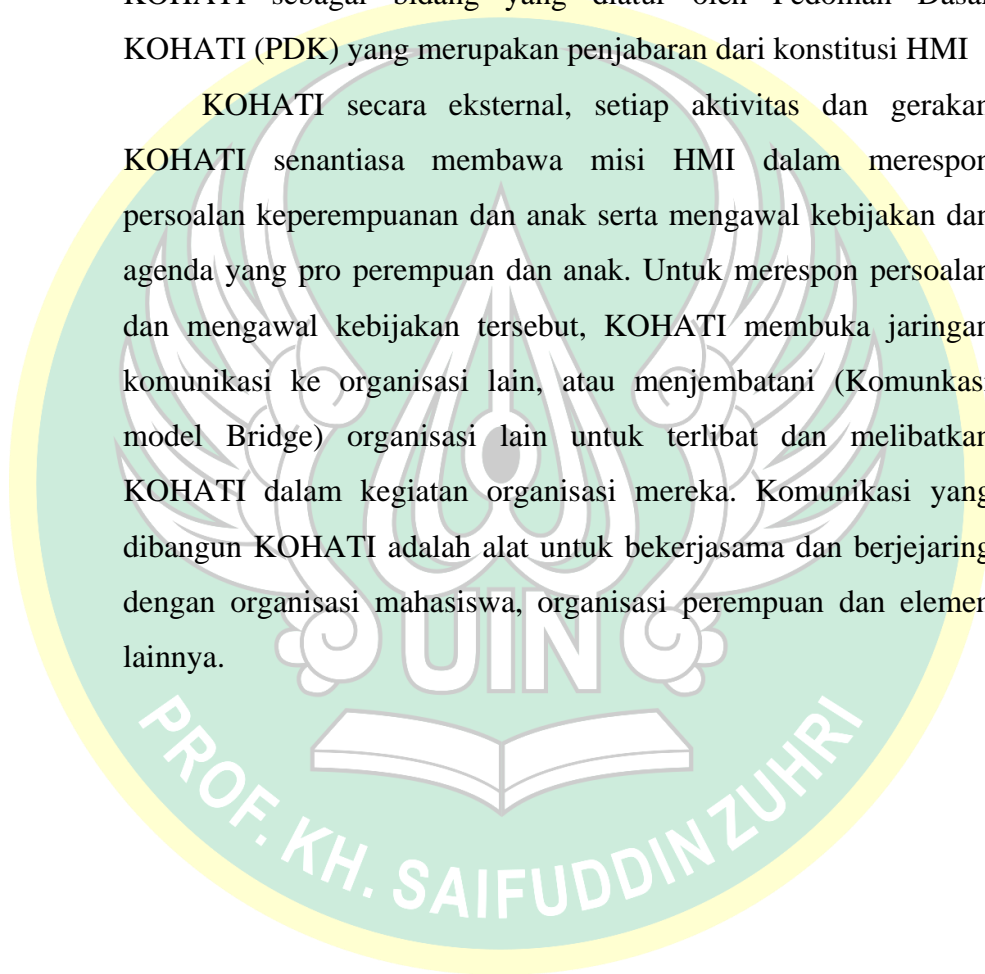 KOHATI sebagai bidang yang diatur oleh Pedoman Dasar
KOHATI (PDK) yang merupakan penjabaran dari konstitusi HMI
KOHATI secara eksternal, setiap aktivitas dan gerakan
KOHATI senantiasa membawa misi HMI dalam merespon
persoalan keperempuanan dan anak serta mengawal kebijakan dan
agenda yang pro perempuan dan anak. Untuk merespon persoalan
dan mengawal kebijakan tersebut, KOHATI membuka jaringan
komunikasi ke organisasi lain, atau menjembatani (Komunkasi
model Bridge) organisasi lain untuk terlibat dan melibatkan
KOHATI dalam kegiatan organisasi mereka. Komunikasi yang
dibangun KOHATI adalah alat untuk bekerjasama dan berjejaring
dengan organisasi mahasiswa, organisasi perempuan dan elemen
lainnya.
UIN
PROF. KH. SAIFUDDIN ZUHRI